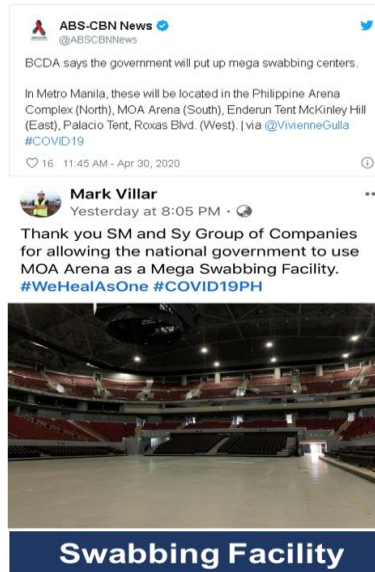 ABS-CBN News
@ABSCBNNews
BCDA says the government will put up mega swabbing centers.
In Metro Manila, these will be located in the Philippine Arena
Complex (North), MOA Arena (South), Enderun Tent McKinley Hill
(East), Palacio Tent, Roxas Blvd. (West). | via @VivienneGulla
#COVID19
16 11:45 AM - Apr 30, 2020
Mark Villar
Yesterday at 8:05 PM ·
Thank you SM and Sy Group of Companies
for allowing the national government to use
MOA Arena as a Mega Swabbing Facility.
#WeHealAsOne #COVID19PH
Swabbing Facility